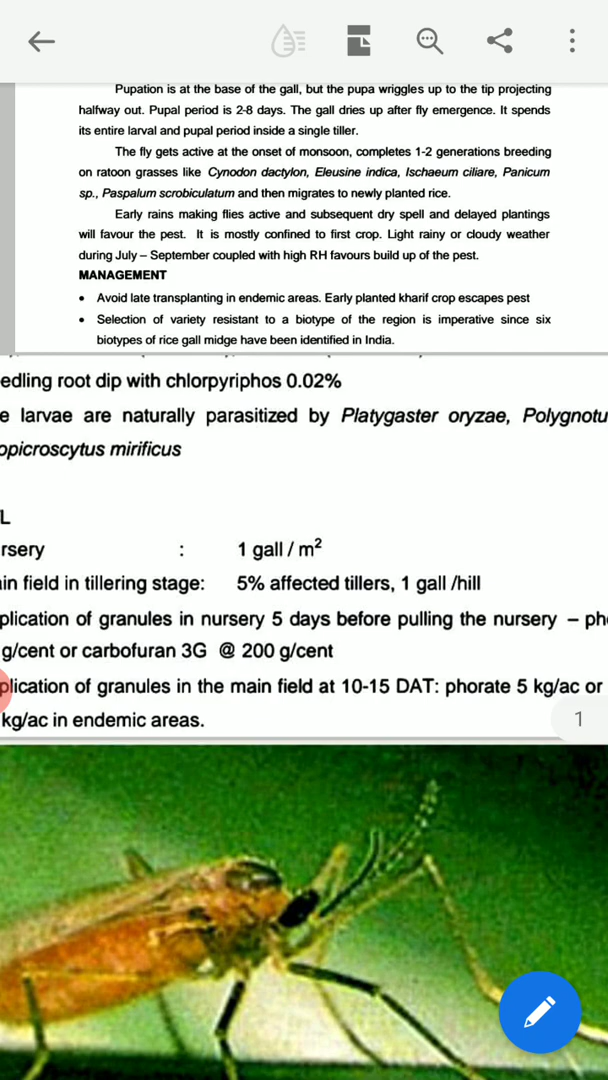 Pupation is at the base of the gall, but the pupa wriggles up to the tip projecting
halfway out. Pupal period is 2-8 days. The gall dries up after fly emergence. It spends
its entire larval and pupal period inside a single tiller.
The fly gets active at the onset of monsoon, completes 1-2 generations breeding
on ratoon grasses like Cynodon dactylon, Eleusine indica, Ischaeum ciliare, Panicum
sp., Paspalum scrobiculatum and then migrates to newly planted rice.
Early rains making flies active and subsequent dry spell and delayed plantings
will favour the pest. It is mostly confined to first crop. Light rainy or cloudy weather
during July – September coupled with high RH favours build up of the pest.
MANAGEMENT
• Avoid late transplanting in endemic areas. Early planted kharif crop escapes pest
• Selection of variety resistant to a biotype of the region is imperative since six
biotypes of rice gall midge have been identified in India.
edling root dip with chlorpyriphos 0.02%
e larvae are naturally parasitized by Platygaster oryzae, Polygnotu
opicroscytus mirificus
L
rsery : 1 gall / m²
in field in tillering stage: 5% affected tillers, 1 gall /hill
plication of granules in nursery 5 days before pulling the nursery – pho
g/cent or carbofuran 3G @ 200 g/cent
plication of granules in the main field at 10-15 DAT: phorate 5 kg/ac or
kg/ac in endemic areas.
1